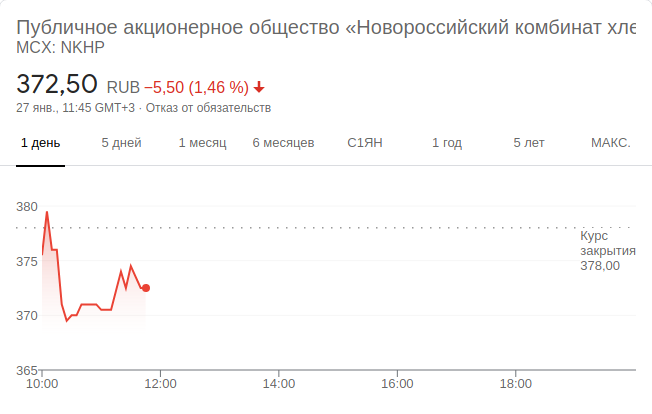 Публичное акционерное общество «Новороссийский комбинат хле
MCX: NKHP
372,50 RUB −5,50 (1,46 %)
27 янв., 11:45 GMT+3 · Отказ от обязательств
1 день 5 дней 1 месяц 6 месяцев С1ЯН 1 год 5 лет МАКС.
380
Курс
закрытия
378,00
375
370
365
10:00 12:00 14:00 16:00 18:00